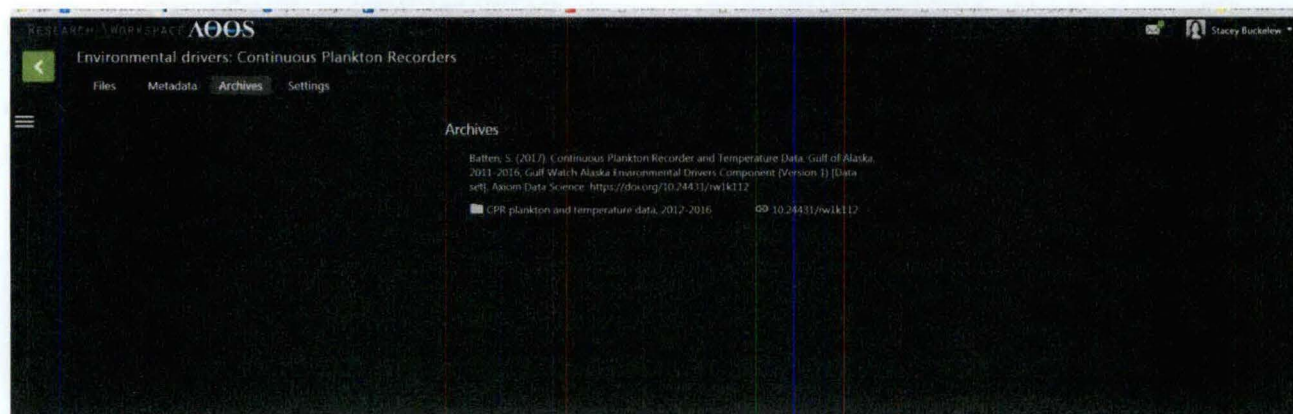 RESEARCH WORKSPACE AOOS
Stacey Buckelew
Environmental drivers: Continuous Plankton Recorders
Files Metadata Archives Settings
Archives
Batten, S. (2017). Continuous Plankton Recorder and Temperature Data, Gulf of Alaska,
2011-2016, Gulf Watch Alaska Environmental Drivers Component (Version 1) [Data
set]. Axiom Data Science. https://doi.org/10.24431/rw1k112
CPR plankton and temperature data, 2012-2016 10.24431/rw1k112